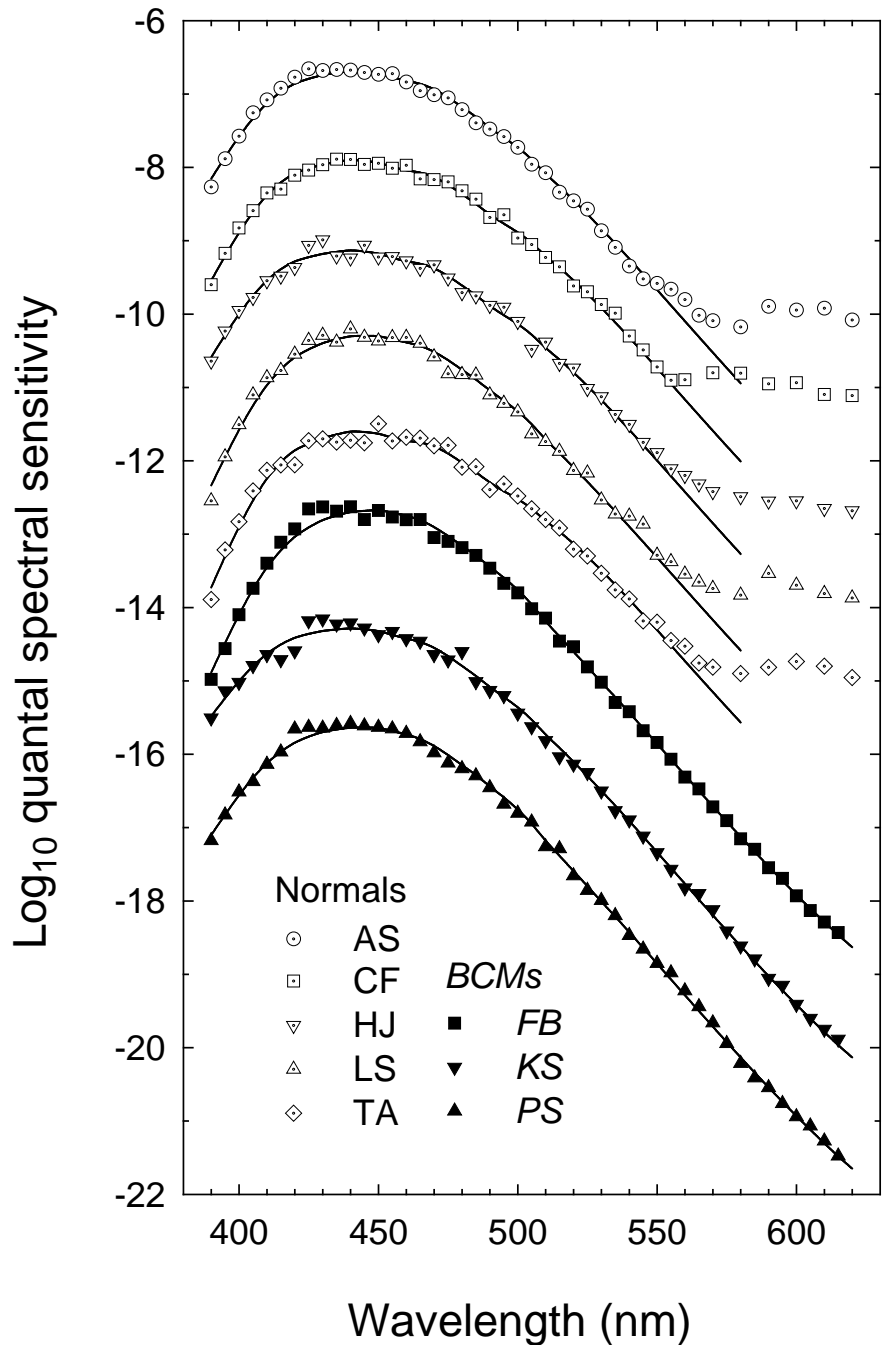 -6
-8
-10
-12
-14
-16
-18
-20
-22
Log10 quantal spectral sensitivity
Normals
AS
CF
HJ
LS
TA
BCMs
FB
KS
PS
400 450 500 550 600
Wavelength (nm)